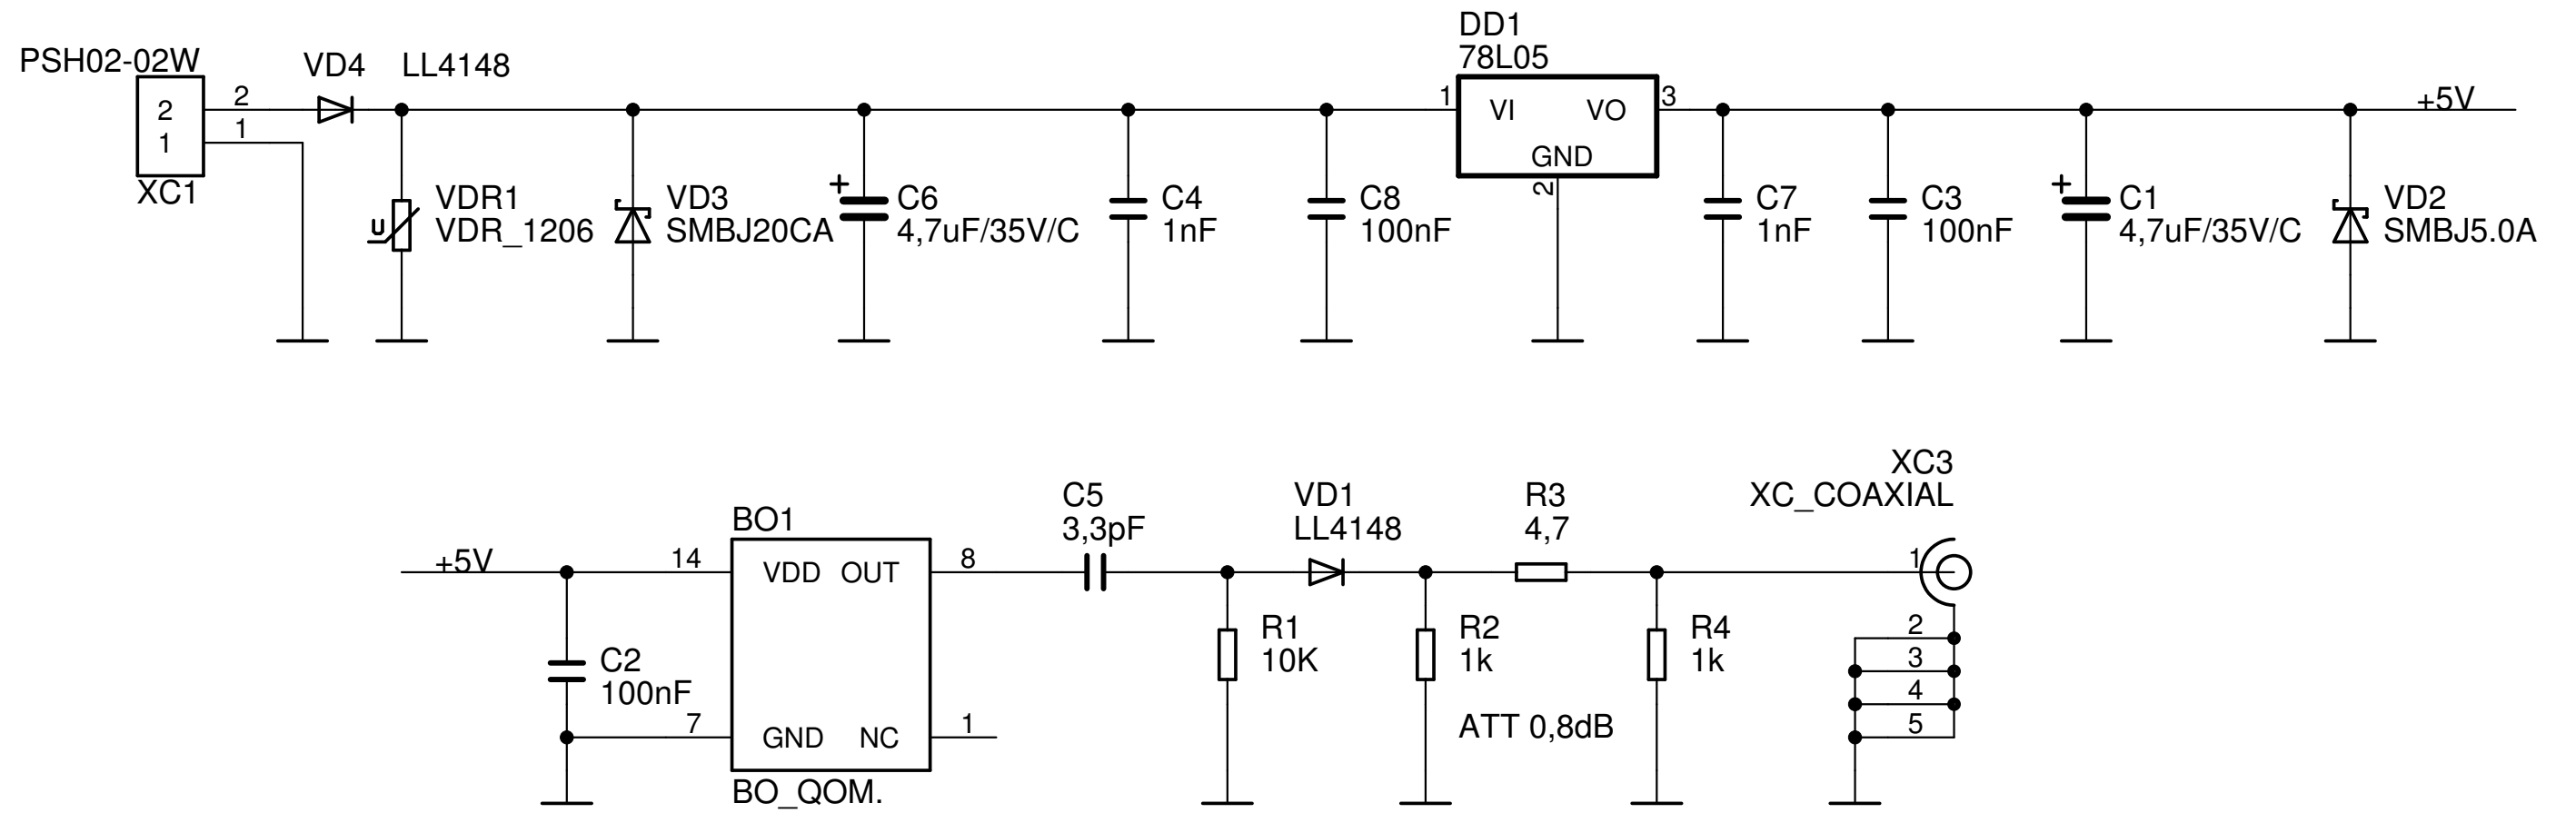 PSH02-02W
2
1
XC1
2
1
VD4 LL4148
VDR1
VDR_1206
U
VD3
SMBJ20CA
+
C6
4,7uF/35V/C
C4
1nF
C8
100nF
DD1
78L05
1
VI VO
GND
3
2
C7
1nF
C3
100nF
+
C1
4,7uF/35V/C
+5V
VD2
SMBJ5.0A
+5V
C2
100nF
BO1
14
VDD OUT
8
7
GND NC
1
BO_QOM.
C5
3,3pF
R1
10K
VD1
LL4148
R2
1k
R3
4,7
R4
1k
ATT 0,8dB
XC3
XC_COAXIAL
1
2
3
4
5